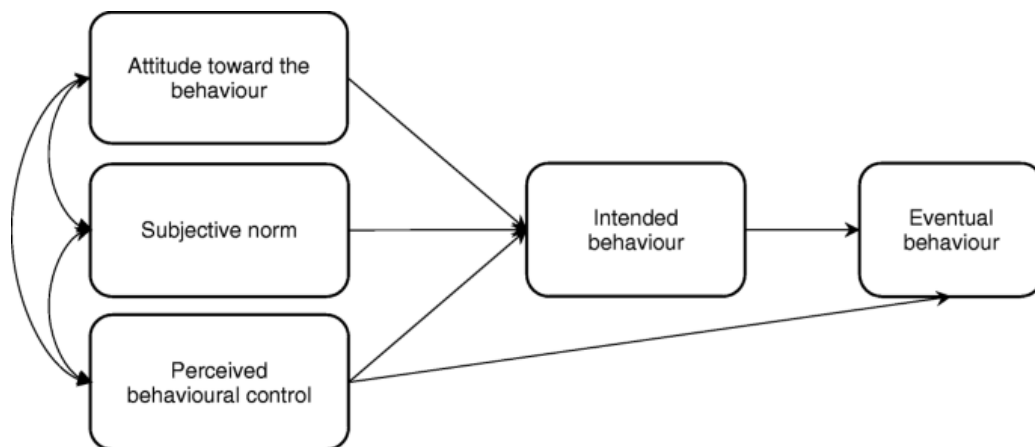 Attitude toward the
behaviour
Subjective norm
Perceived
behavioural control
Intended
behaviour
Eventual
behaviour